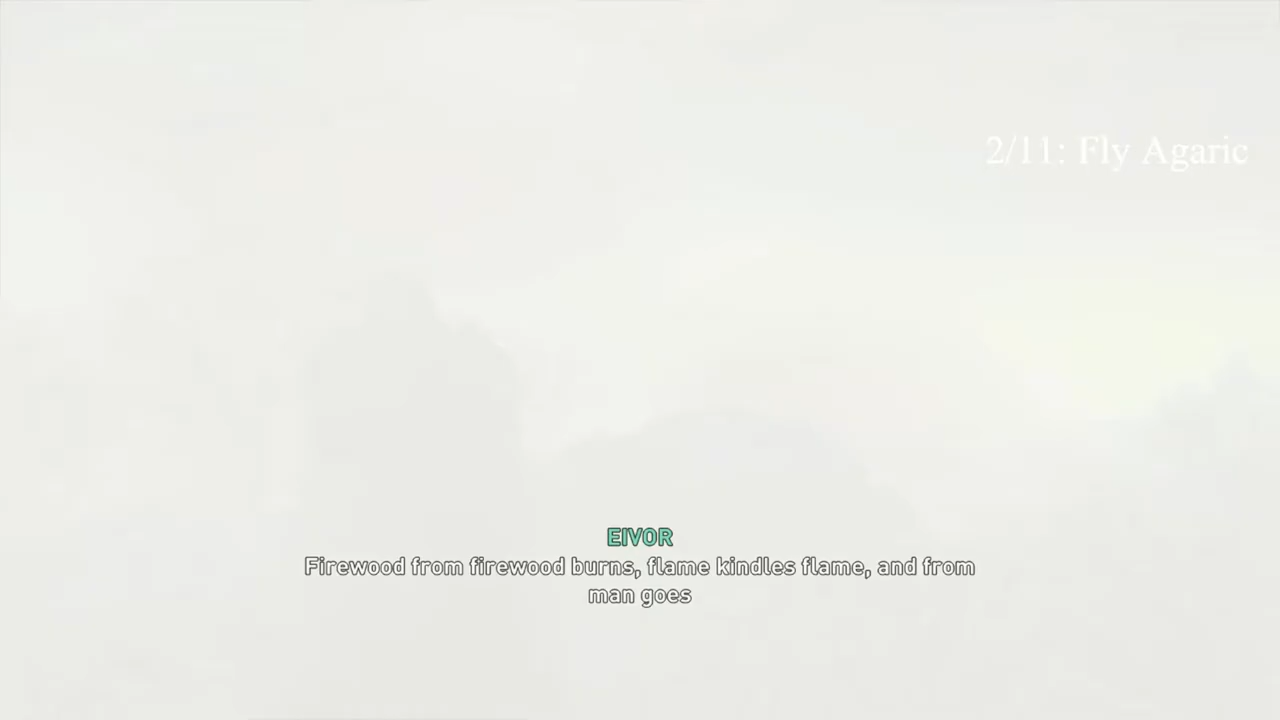 2/11: Fly Agaric
EIVOR
Firewood from firewood burns, flame kindles flame, and from
man goes